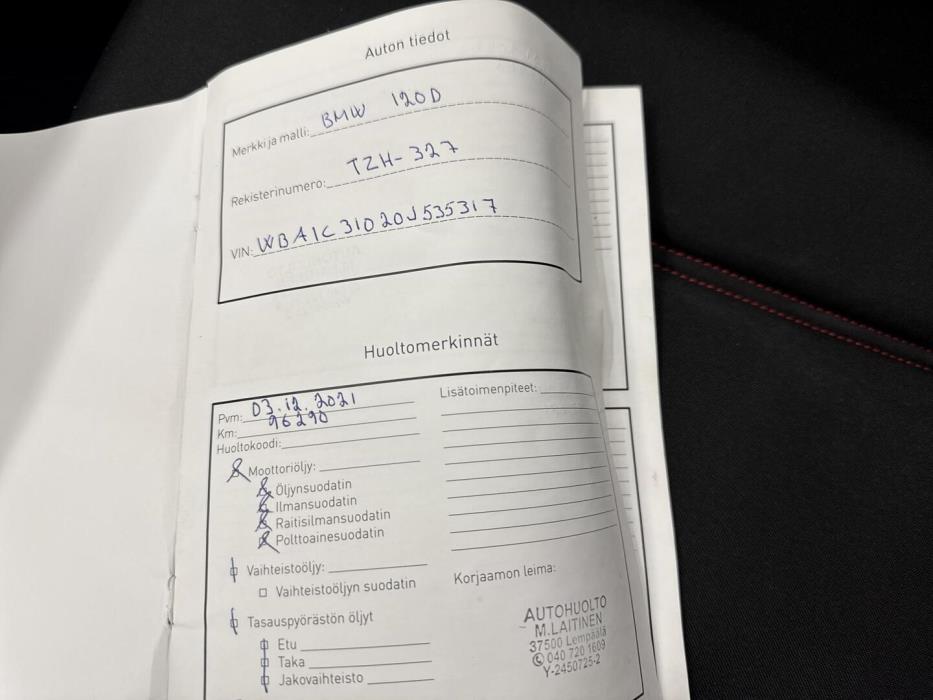 Auton tiedot
Merkki ja malli: BMW 120D
Rekisterinumero: TZH-327
VIN: WBA1C31020J535317
Huoltomerkinnät
Pvm: 03.12.2021
Km: 96290
Huoltokoodi:
Moottoriöljy:
Öljynsuodatin
Ilmansuodatin
Raitisilmansuodatin
Polttoainesuodatin
Vaihteistoöljy:
Vaihteistoöljyn suodatin
Tasauspyörästön öljyt
Etu
Taka
Jakovaihteisto
Lisätoimenpiteet:
Korjaamon leima:
AUTOHUOLTO
M.LAITINEN
37500 Lempäälä
040 720 1609
Y-2450725-2